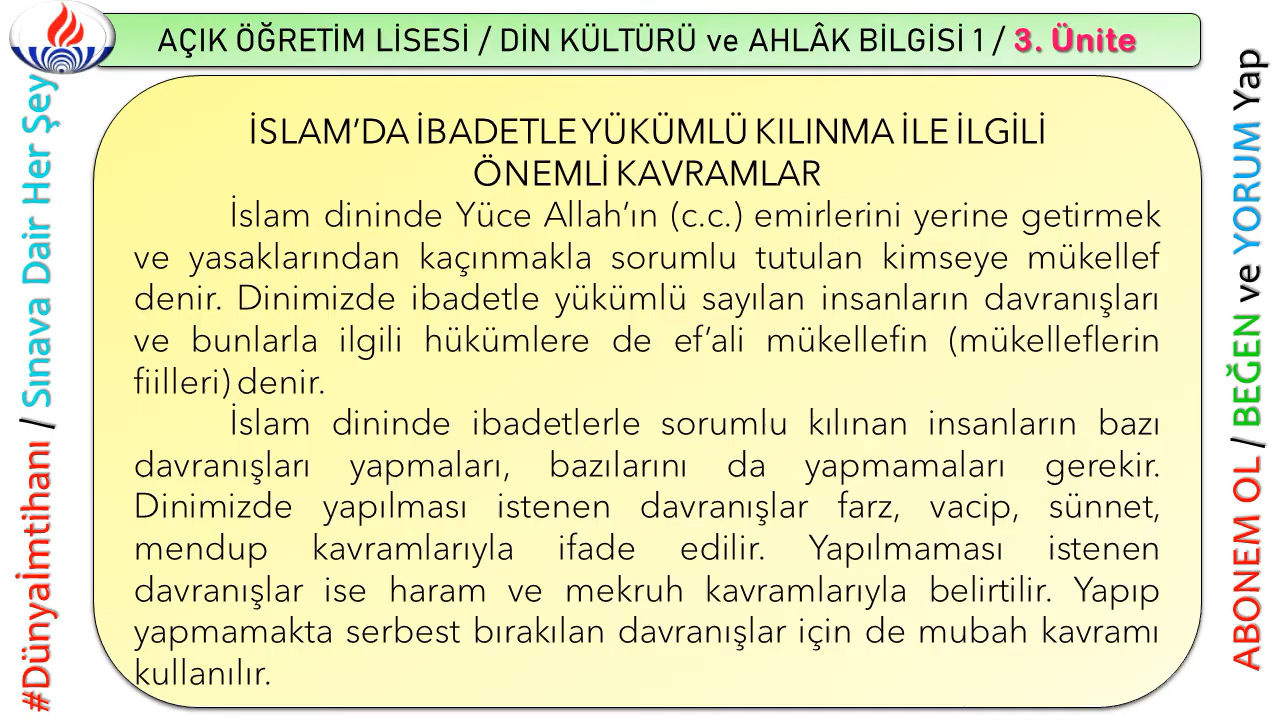 AÇIK ÖĞRETİM LİSESİ / DİN KÜLTÜRÜ ve AHLÂK BİLGİSİ 1 / 3. Ünite
İSLAM’DA İBADETLE YÜKÜMLÜ KILINMA İLE İLGİLİ
ÖNEMLİ KAVRAMLAR
İslam dininde Yüce Allah’ın (c.c.) emirlerini yerine getirmek
ve yasaklarından kaçınmakla sorumlu tutulan kimseye mükellef
denir. Dinimizde ibadetle yükümlü sayılan insanların davranışları
ve bunlarla ilgili hükümlere de ef’ali mükellefin (mükelleflerin
fiilleri) denir.
İslam dininde ibadetlerle sorumlu kılınan insanların bazı
davranışları yapmaları, bazılarını da yapmamaları gerekir.
Dinimizde yapılması istenen davranışlar farz, vacip, sünnet,
mendup kavramlarıyla ifade edilir. Yapılmaması istenen
davranışlar ise haram ve mekruh kavramlarıyla belirtilir. Yapıp
yapmamakta serbest bırakılan davranışlar için de mubah kavramı
kullanılır.
#Dünyaİmtihanı / Sınava Dair Her Şey
ABONEM OL / BEĞEN ve YORUM Yap